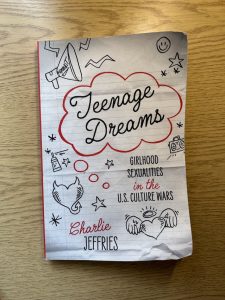 Teenage
Dreams
GIRLHOOD
SEXUALITIES
in the
U.S. CULTURE WARS
Charlie
JEFFRIES